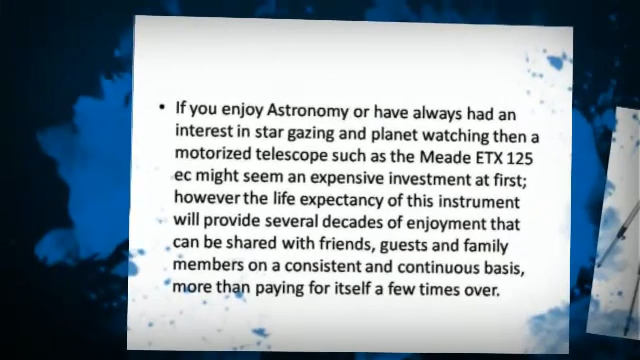 • If you enjoy Astronomy or have always had an
interest in star gazing and planet watching then a
motorized telescope such as the Meade ETX 125
ec might seem an expensive investment at first;
however the life expectancy of this instrument
will provide several decades of enjoyment that
can be shared with friends, guests and family
members on a consistent and continuous basis,
more than paying for itself a few times over.